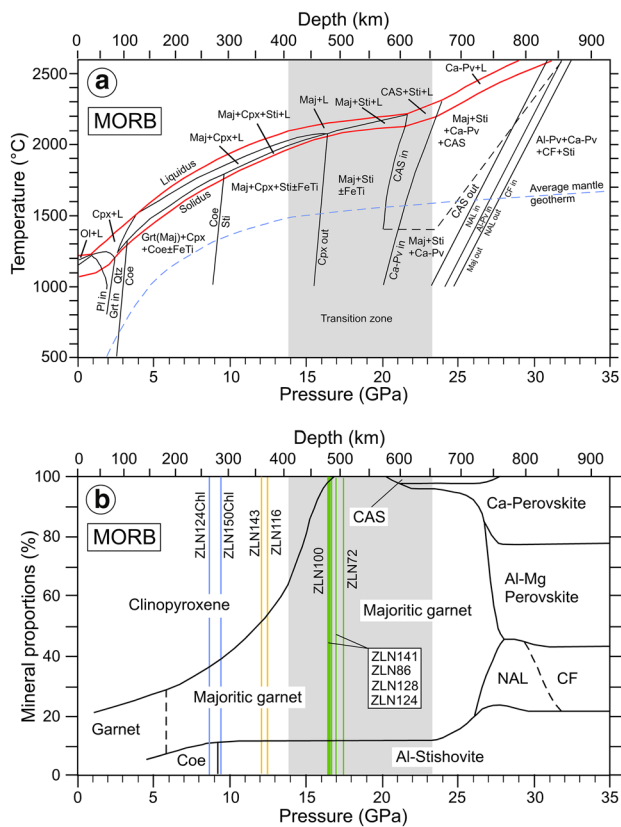 Depth (km)
0 100 200 300 400 500 600 700 800 900
a
MORB
Temperature (°C)
2500
2000
1500
1000
500
Ca-Pv+L
CAS+Sti+L
Maj+Sti+L
Maj+L
Maj+Cpx+Sti+L
Maj+Cpx+L
Liquidus
Solidus
Cpx+L
Ol+L
Maj+Sti
+Ca-Pv
+CAS
Al-Pv+Ca-Pv
+CF+Sti
Maj+Cpx+Sti±FeTi
Maj+Sti
±FeTi
CAS in
CAS out
Average mantle
geotherm
Grt(Maj)+Cpx
+Coe±FeTi
Coe
Sti
Cpx out
Ca-Pv in
Maj+Sti
+Ca-Pv
NAL in
Al-Pv in
NAL out
CF in
Maj out
Pl in
Grt in
Qtz
Coe
Transition zone
0 5 10 15 20 25 30 35
Pressure (GPa)
Depth (km)
0 100 200 300 400 500 600 700 800 900
b
MORB
Mineral proportions (%)
100
80
60
40
20
0
ZLN124Chl
ZLN150Chl
ZLN143
ZLN116
ZLN100
ZLN72
CAS
Ca-Perovskite
Al-Mg
Perovskite
Clinopyroxene
Majoritic garnet
ZLN141
ZLN86
ZLN128
ZLN124
Majoritic garnet
NAL
CF
Garnet
Coe
Al-Stishovite
0 5 10 15 20 25 30 35
Pressure (GPa)